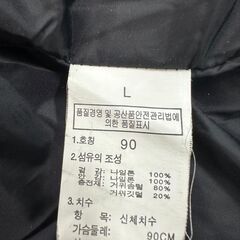 L
품질경영 및 공산품안전관리법에
의한 품질표시
1.호칭 90
2.섬유의 조성
겉 감: 나일론 100%
안 감: 나일론 100%
충전재: 거위솜털 80%
거위깃털 20%
3.치수
항 목: 신체치수
가슴둘레: 90CM